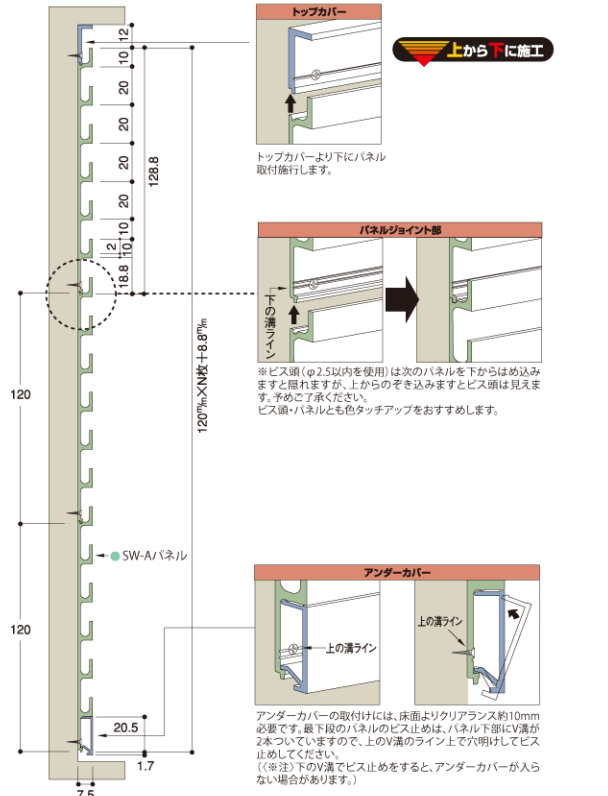 トップカバー
上から下に施工
トップカバーより下にパネル
取付施行します。
12
10
20
20
20
20
10
2
10
18.8
128.8
120m/m×N枚＋8.8m/m
パネルジョイント部
下の溝ライン
※ビス頭（φ2.5以内を使用）は次のパネルを下からはめ込み
ますと隠れますが、上からのぞき込みますとビス頭は見えま
す。予めご了承ください。
ビス頭・パネルとも色タッチアップをおすすめします。
120
SW-Aパネル
120
アンダーカバー
上の溝ライン
上の溝ライン
20.5
1.7
7.5
アンダーカバーの取付けには、床面よりクリアランス約10mm
必要です。最下段のパネルのビス止めは、パネル下部にV溝が
2本ついていますので、上のV溝のライン上で穴明けしてビス
止めしてください。
（〈※注〉下のV溝でビス止めをすると、アンダーカバーが入ら
ない場合があります。）